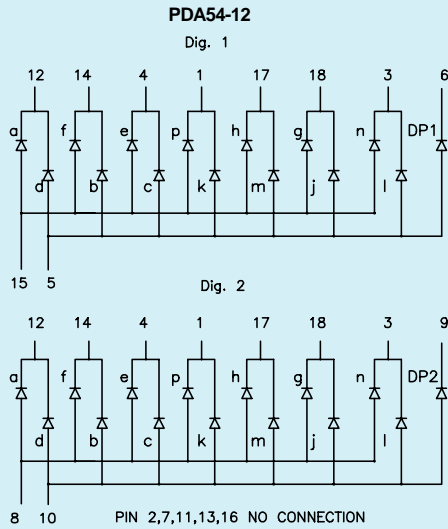 PDA54-12
Dig. 1
12 14 4 1 17 18 3 6
a f e p h g n DP1
d b c k m j l
15 5
Dig. 2
12 14 4 1 17 18 3 9
a f e p h g n DP2
d b c k m j l
8 10 PIN 2,7,11,13,16 NO CONNECTION